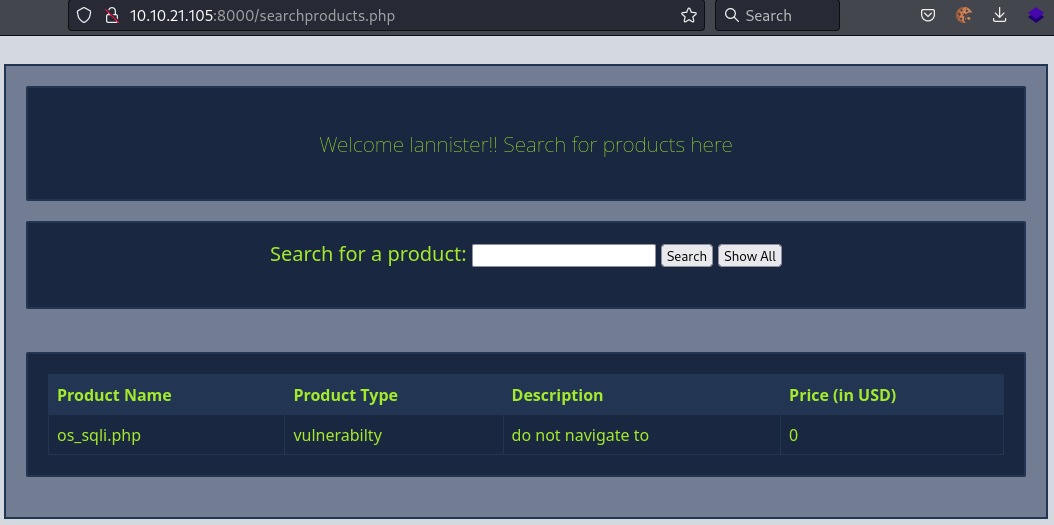 10.10.21.105:8000/searchproducts.php
Search
Welcome lannister!! Search for products here
Search for a product: Search Show All
Product Name Product Type Description Price (in USD)
os_sqli.php vulnerabilty do not navigate to 0